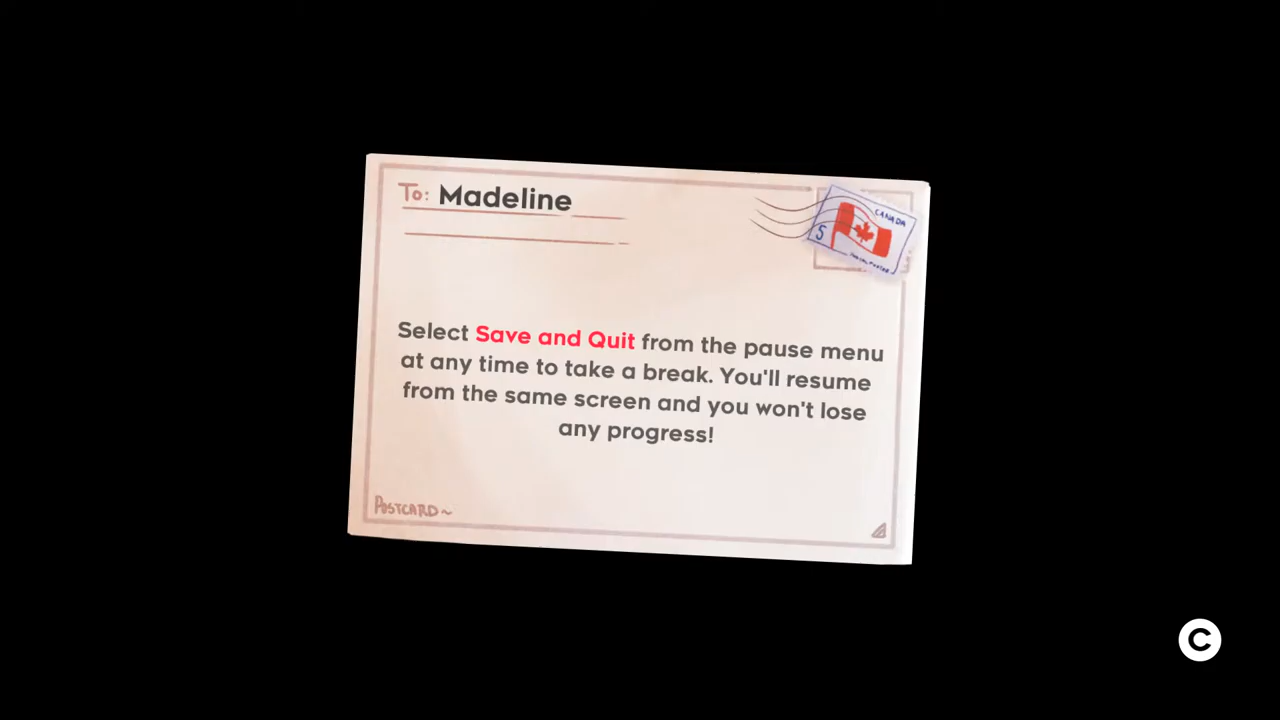 To: Madeline
CANADA
5
Select Save and Quit from the pause menu
at any time to take a break. You'll resume
from the same screen and you won't lose
any progress!
POSTCARD~
C